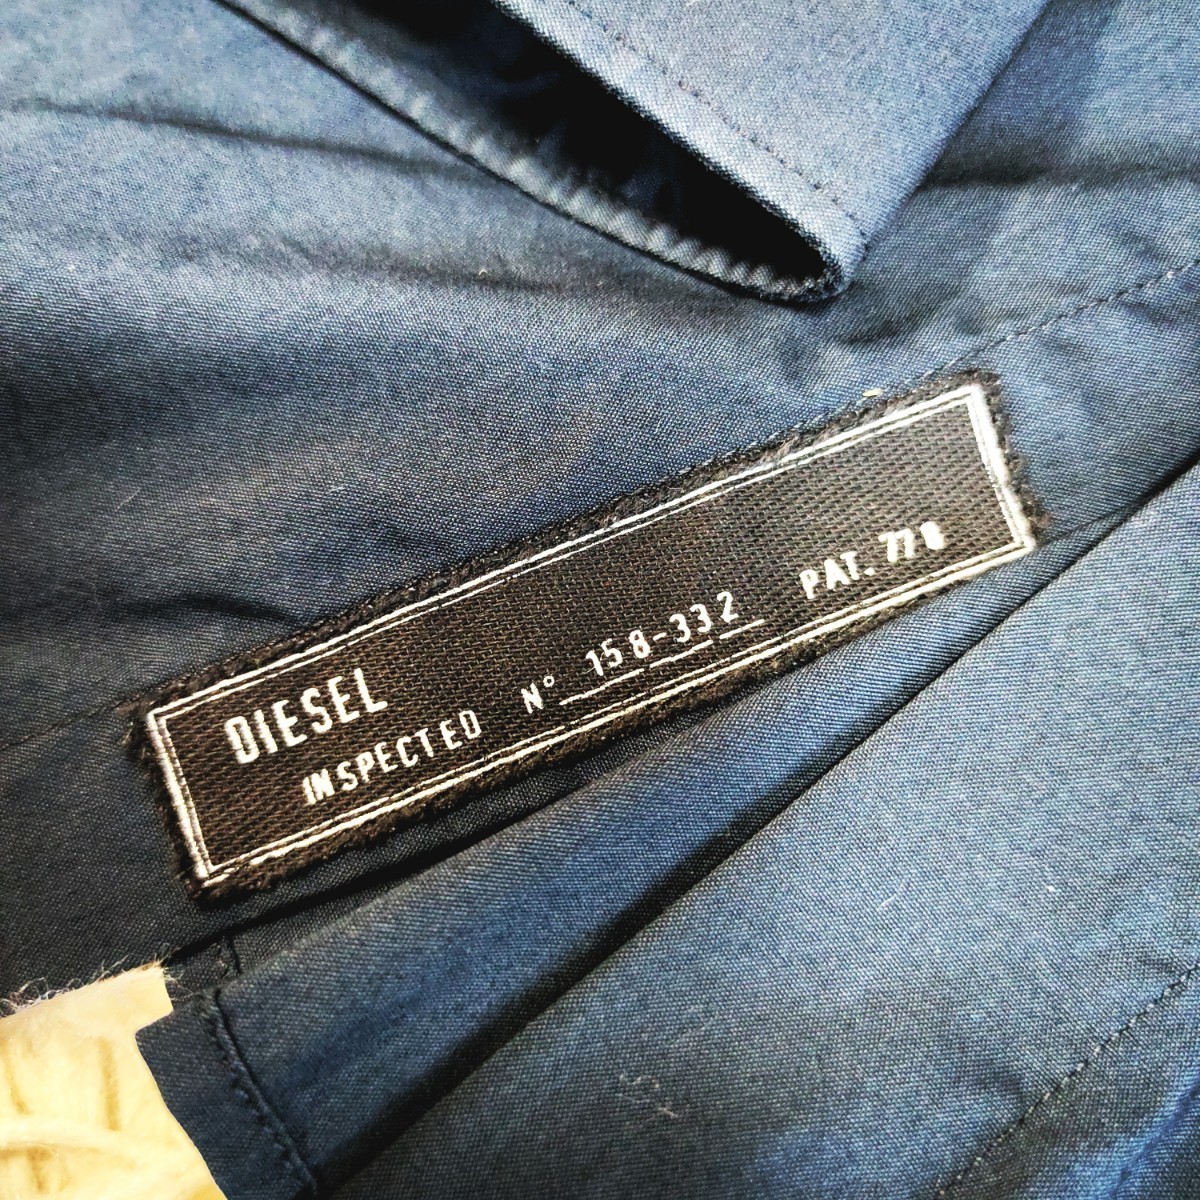 DIESEL
INSPECTED N° 158-332 PAT. 778